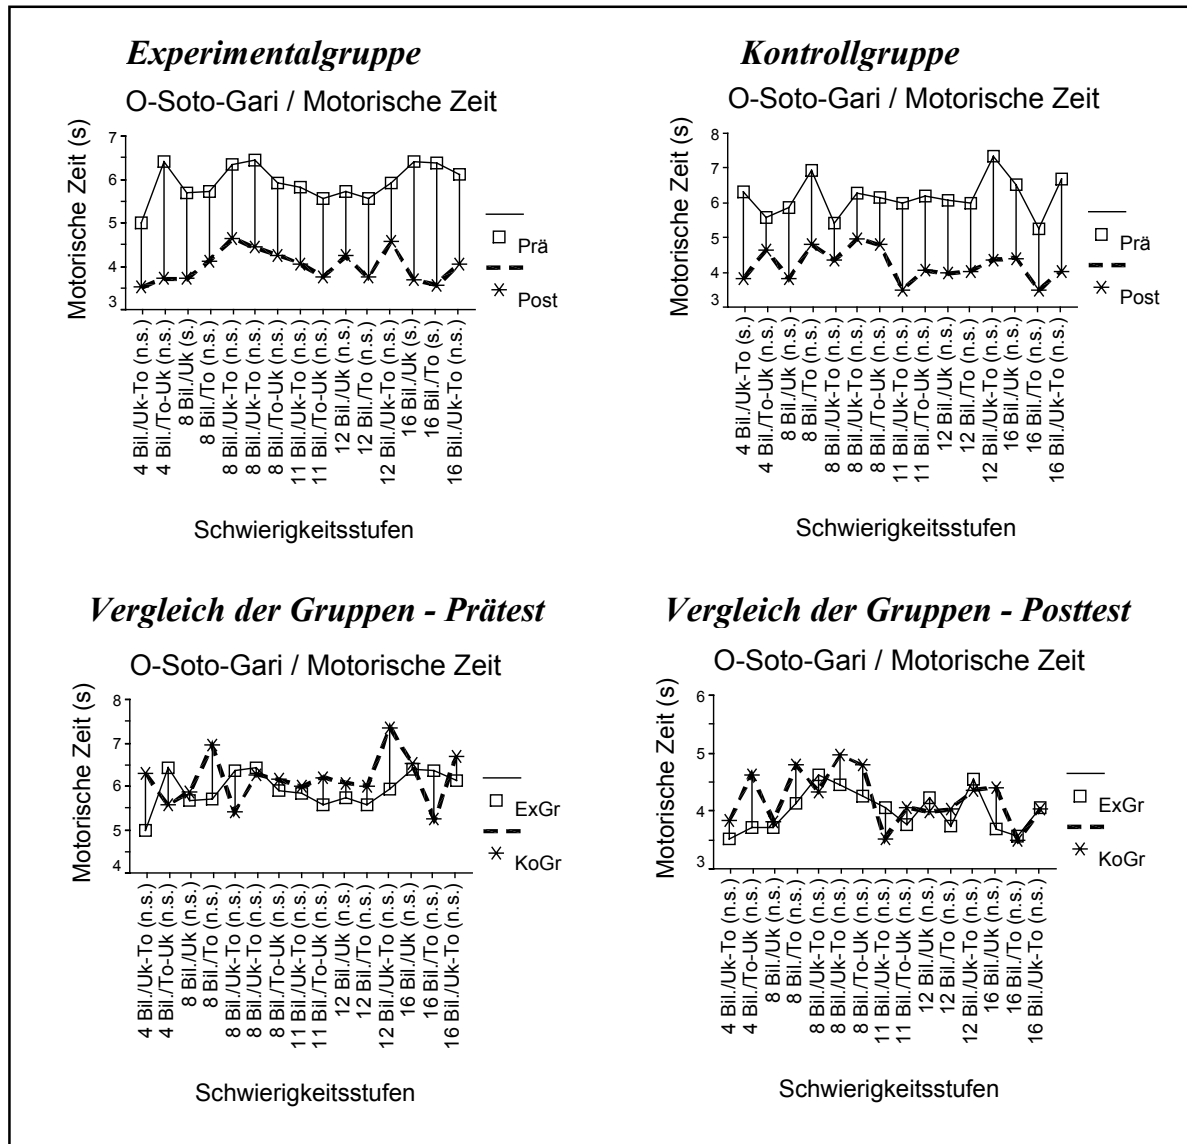 Experimentalgruppe
O-Soto-Gari / Motorische Zeit
Motorische Zeit (s)
7
6
5
4
3
Prä
Post
4 Bil./Uk-To (n.s.)
4 Bil./To-Uk (n.s.)
8 Bil./Uk (s.)
8 Bil./To (n.s.)
8 Bil./Uk-To (n.s.)
8 Bil./Uk-To (n.s.)
8 Bil./To-Uk (n.s.)
11 Bil./Uk-To (n.s.)
11 Bil./To-Uk (n.s.)
12 Bil./Uk (n.s.)
12 Bil./To (n.s.)
12 Bil./Uk-To (n.s.)
16 Bil./Uk (s.)
16 Bil./To (s.)
16 Bil./Uk-To (n.s.)
Schwierigkeitsstufen
Kontrollgruppe
O-Soto-Gari / Motorische Zeit
Motorische Zeit (s)
8
7
6
5
4
3
Prä
Post
4 Bil./Uk-To (s.)
4 Bil./To-Uk (n.s.)
8 Bil./Uk (n.s.)
8 Bil./To (n.s.)
8 Bil./Uk-To (n.s.)
8 Bil./Uk-To (n.s.)
8 Bil./To-Uk (n.s.)
11 Bil./Uk-To (n.s.)
11 Bil./To-Uk (n.s.)
12 Bil./Uk (n.s.)
12 Bil./To (n.s.)
12 Bil./Uk-To (n.s.)
16 Bil./Uk (n.s.)
16 Bil./To (n.s.)
16 Bil./Uk-To (n.s.)
Schwierigkeitsstufen
Vergleich der Gruppen - Prätest
O-Soto-Gari / Motorische Zeit
Motorische Zeit (s)
8
7
6
5
4
ExGr
KoGr
4 Bil./Uk-To (n.s.)
4 Bil./To-Uk (n.s.)
8 Bil./Uk (n.s.)
8 Bil./To (n.s.)
8 Bil./Uk-To (n.s.)
8 Bil./Uk-To (n.s.)
8 Bil./To-Uk (n.s.)
11 Bil./Uk-To (n.s.)
11 Bil./To-Uk (n.s.)
12 Bil./Uk (n.s.)
12 Bil./To (n.s.)
12 Bil./Uk-To (n.s.)
16 Bil./Uk (n.s.)
16 Bil./To (n.s.)
16 Bil./Uk-To (n.s.)
Schwierigkeitsstufen
Vergleich der Gruppen - Posttest
O-Soto-Gari / Motorische Zeit
Motorische Zeit (s)
6
5
4
3
ExGr
KoGr
4 Bil./Uk-To (n.s.)
4 Bil./To-Uk (n.s.)
8 Bil./Uk (n.s.)
8 Bil./To (n.s.)
8 Bil./Uk-To (n.s.)
8 Bil./Uk-To (n.s.)
8 Bil./To-Uk (n.s.)
11 Bil./Uk-To (n.s.)
11 Bil./To-Uk (n.s.)
12 Bil./Uk (n.s.)
12 Bil./To (n.s.)
12 Bil./Uk-To (n.s.)
16 Bil./Uk (n.s.)
16 Bil./To (n.s.)
16 Bil./Uk-To (n.s.)
Schwierigkeitsstufen